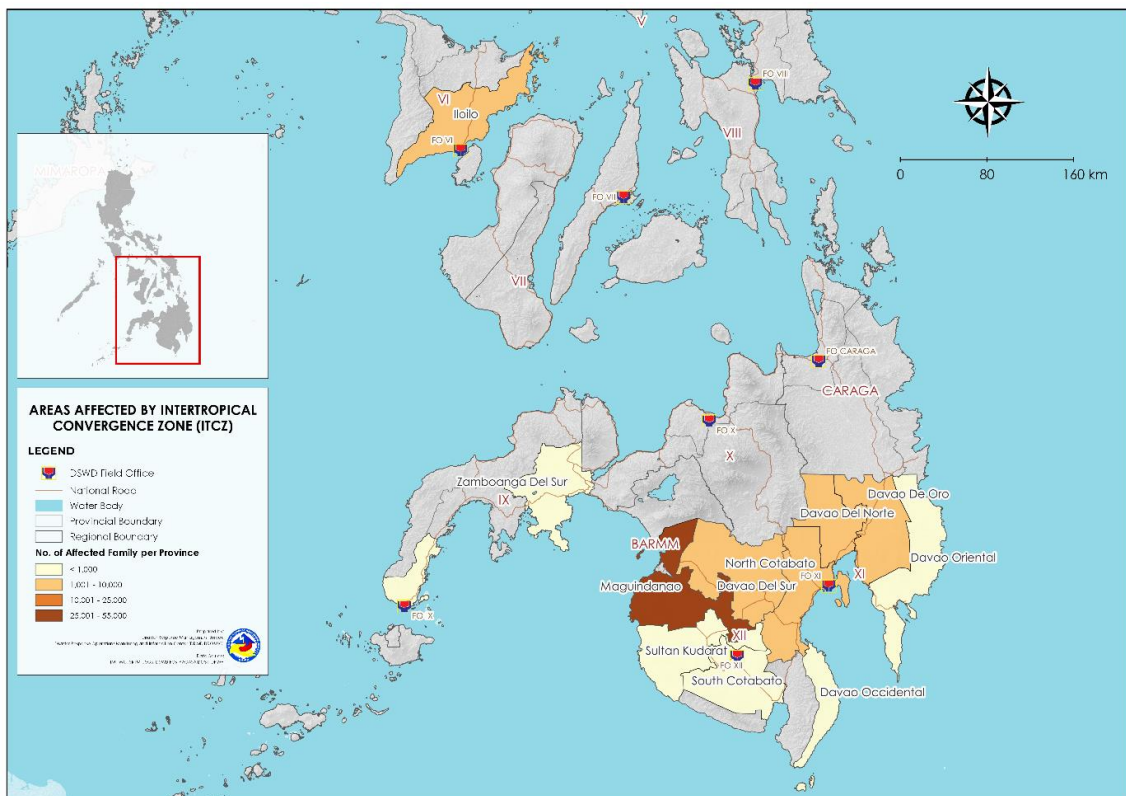 V
FO VIII
VI
Iloilo
FO VI
VIII
0 80 160 km
MIMAROPA
FO VII
VII
FO CARAGA
CARAGA
AREAS AFFECTED BY INTERTROPICAL
CONVERGENCE ZONE (ITCZ)
LEGEND
DSWD Field Office
National Road
Water Body
Provincial Boundary
Regional Boundary
No. of Affected Family per Province
< 1,000
1,001 - 10,000
10,001 - 25,000
25,001 - 55,000
FO X
X
Zamboanga Del Sur
IX
Davao De Oro
Davao Del Norte
BARMM
North Cotabato
Davao Oriental
XI
FO XI
Maguindanao
Davao Del Sur
XII
Sultan Kudarat
FO XII
South Cotabato
Davao Occidental